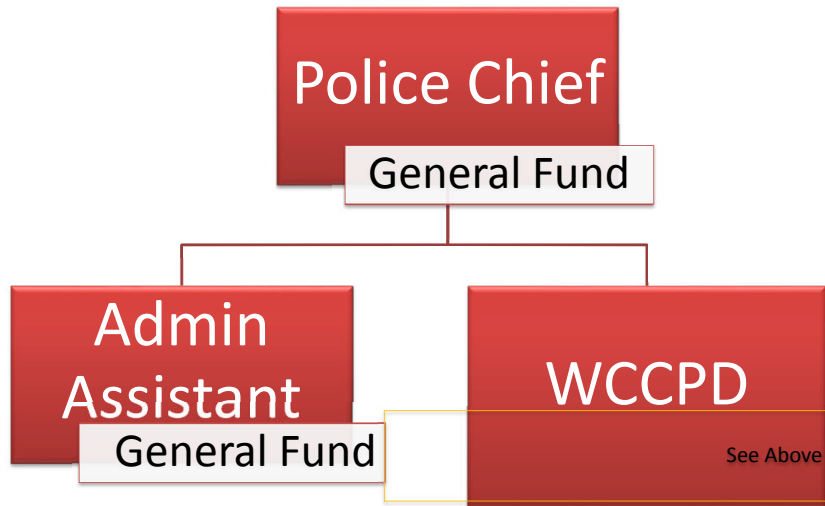 Police Chief
General Fund
Admin
Assistant
General Fund
WCCPD
See Above